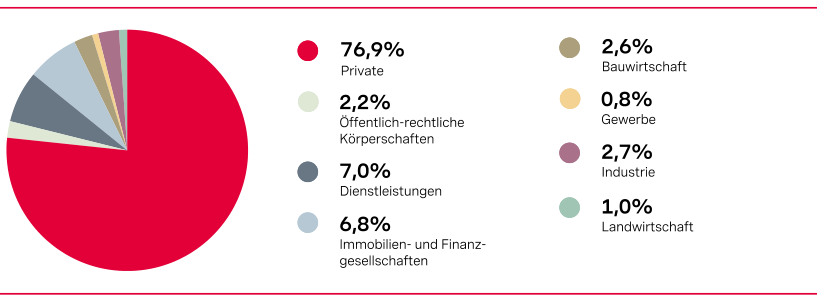 76,9%
Private
2,2%
Öffentlich-rechtliche
Körperschaften
7,0%
Dienstleistungen
6,8%
Immobilien- und Finanz-
gesellschaften
2,6%
Bauwirtschaft
0,8%
Gewerbe
2,7%
Industrie
1,0%
Landwirtschaft